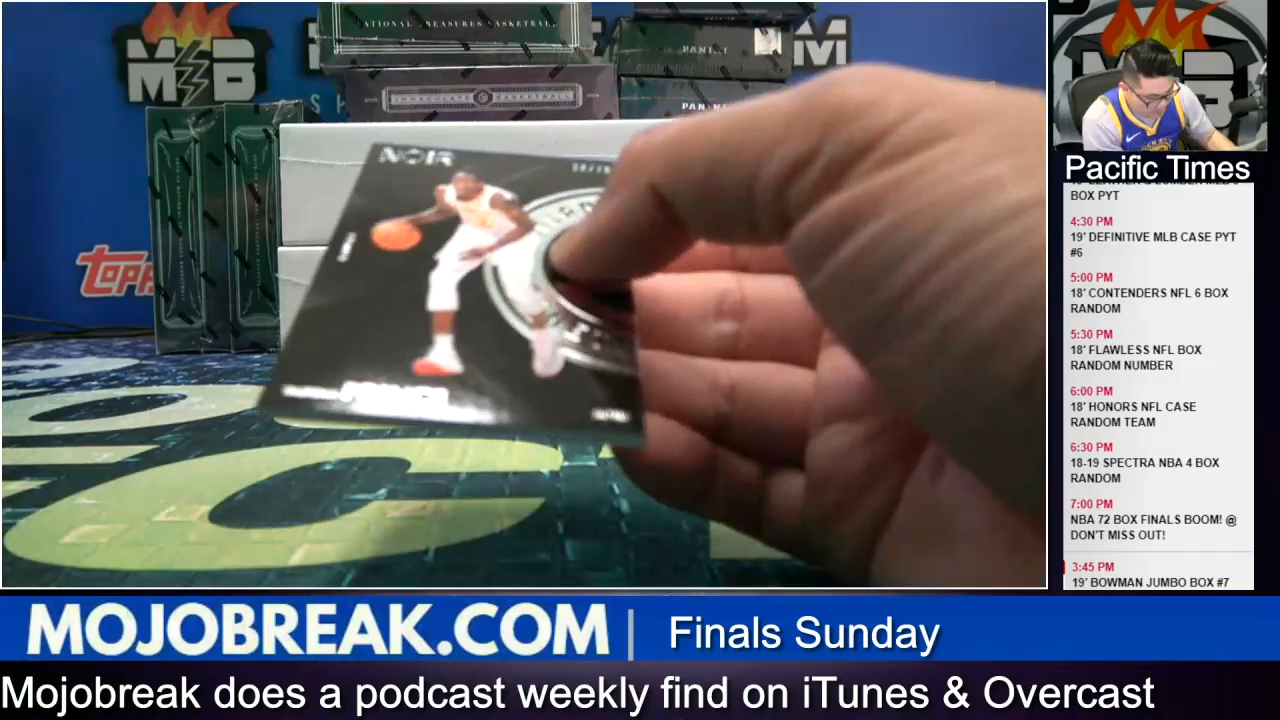 NATIONAL TREASURES BASKETBALL
PANINI
IMMACULATE BASKETBALL
PANINI
M B
M
Topps
NOIR
Pacific Times
BOX PYT
4:30 PM
19' DEFINITIVE MLB CASE PYT
#6
5:00 PM
18' CONTENDERS NFL 6 BOX
RANDOM
5:30 PM
18' FLAWLESS NFL BOX
RANDOM NUMBER
6:00 PM
18' HONORS NFL CASE
RANDOM TEAM
6:30 PM
18-19 SPECTRA NBA 4 BOX
RANDOM
7:00 PM
NBA 72 BOX FINALS BOOM! @
DON'T MISS OUT!
3:45 PM
19' BOWMAN JUMBO BOX #7
MOJOBREAK.COM | Finals Sunday
Mojobreak does a podcast weekly find on iTunes & Overcast